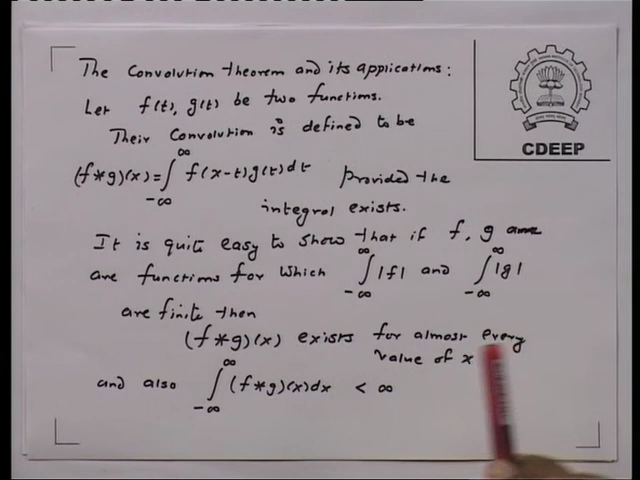 The Convolution theorem and its applications:
Let f(t), g(t) be two functions.
Their Convolution is defined to be
(f*g)(x) = ∫_{-∞}^{∞} f(x-t)g(t)dt provided the
integral exists.
It is quite easy to show that if f, g
are functions for which ∫_{-∞}^{∞} |f| and ∫_{-∞}^{∞} |g|
are finite then
(f*g)(x) exists for almost every
value of x
and also ∫_{-∞}^{∞} (f*g)(x)dx < ∞
CDEEP